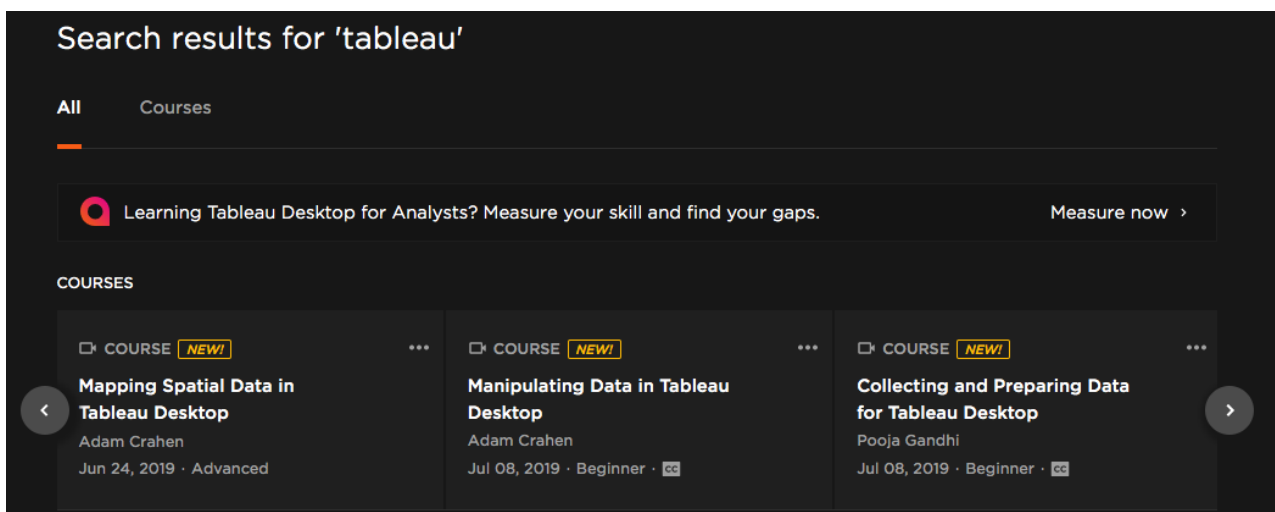 Search results for 'tableau'
All Courses
Learning Tableau Desktop for Analysts? Measure your skill and find your gaps. Measure now
COURSES
COURSE NEW!
Mapping Spatial Data in
Tableau Desktop
Adam Crahen
Jun 24, 2019 · Advanced
COURSE NEW!
Manipulating Data in Tableau
Desktop
Adam Crahen
Jul 08, 2019 · Beginner · CC
COURSE NEW!
Collecting and Preparing Data
for Tableau Desktop
Pooja Gandhi
Jul 08, 2019 · Beginner · CC